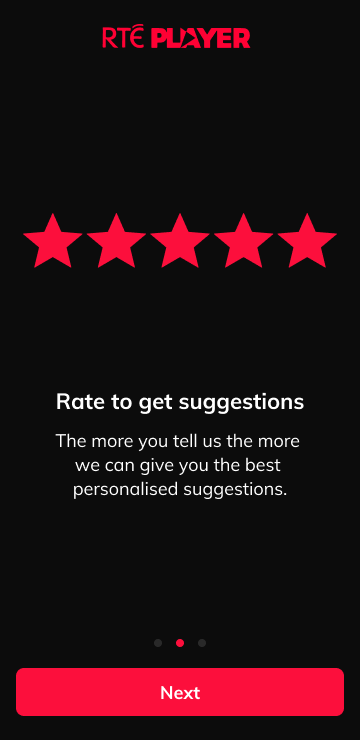 RTÉ PLAYER
Rate to get suggestions
The more you tell us the more
we can give you the best
personalised suggestions.
Next